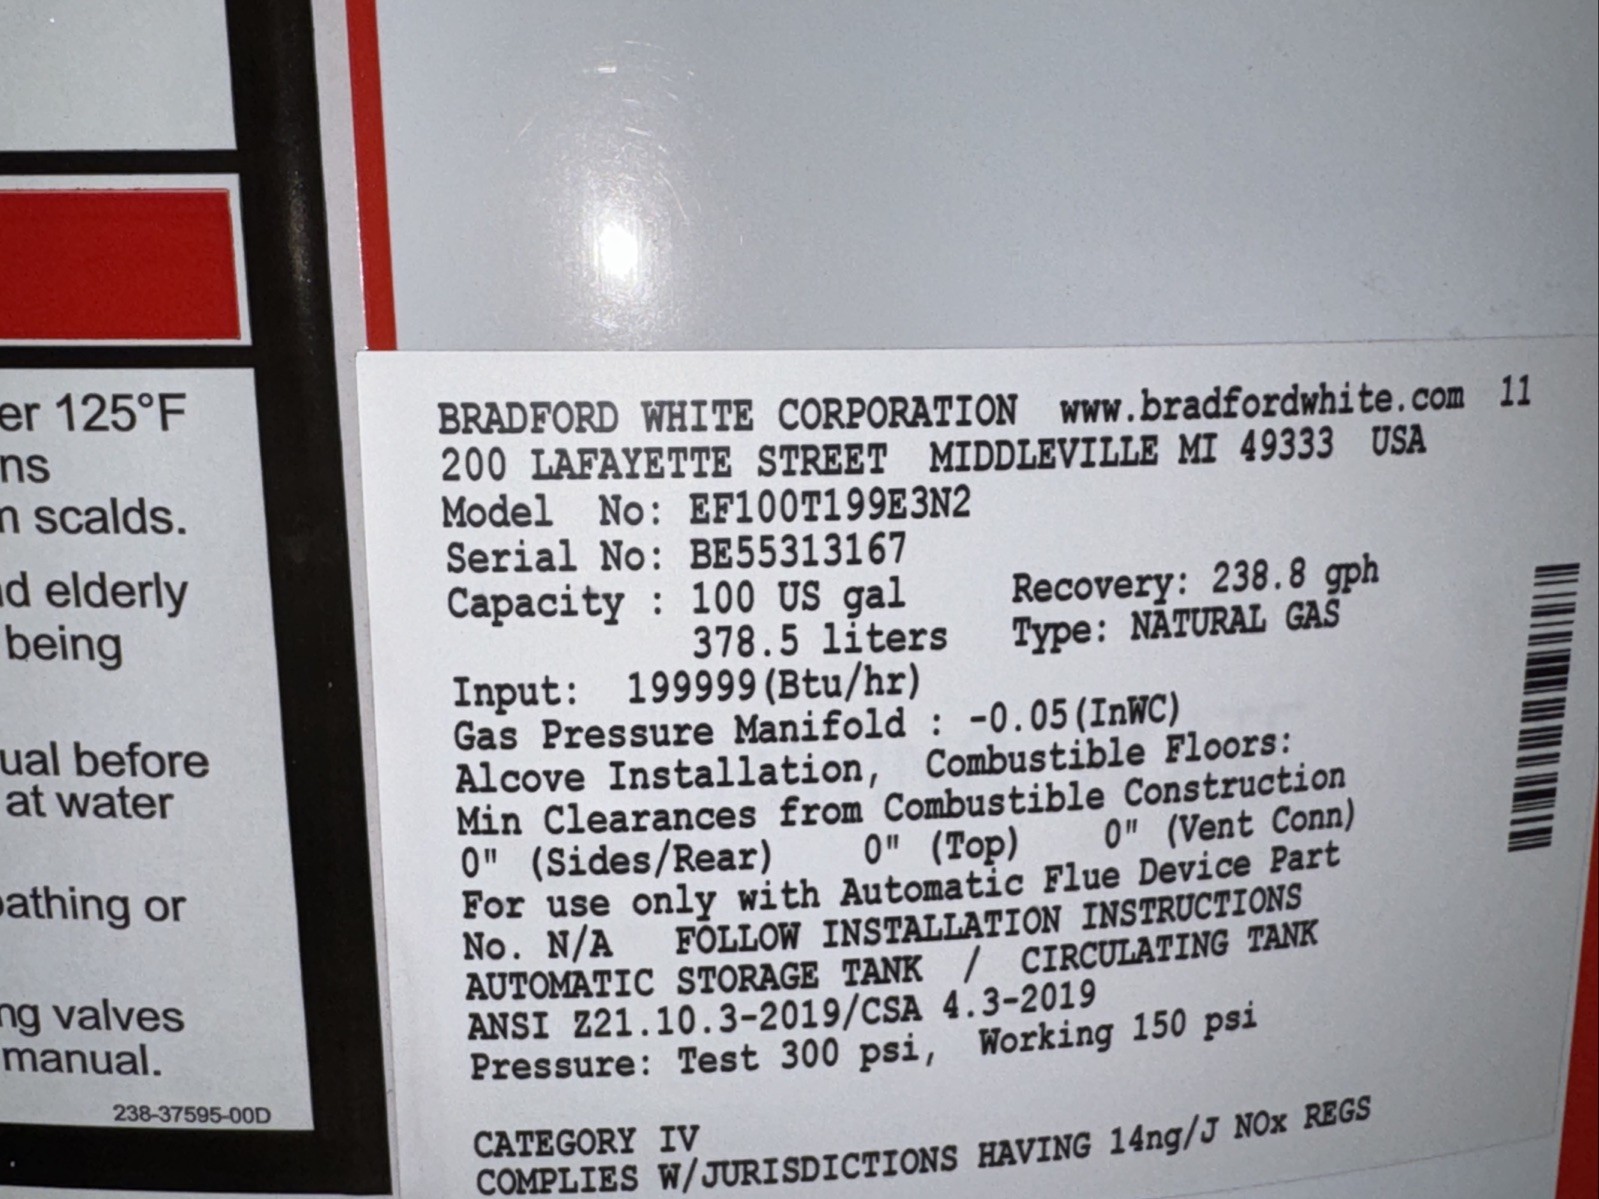 er 125°F
ns
scalds.
d elderly
being
ual before
at water
athing or
ng valves
manual.
238-37595-00D
BRADFORD WHITE CORPORATION www.bradfordwhite.com 11
200 LAFAYETTE STREET MIDDLEVILLE MI 49333 USA
Model No: EF100T199E3N2
Serial No: BE55313167
Capacity : 100 US gal Recovery: 238.8 gph
378.5 liters Type: NATURAL GAS
Input: 199999(Btu/hr)
Gas Pressure Manifold : -0.05(InWC)
Alcove Installation, Combustible Floors:
Min Clearances from Combustible Construction
0" (Sides/Rear) 0" (Top) 0" (Vent Conn)
For use only with Automatic Flue Device Part
No. N/A FOLLOW INSTALLATION INSTRUCTIONS
AUTOMATIC STORAGE TANK / CIRCULATING TANK
ANSI Z21.10.3-2019/CSA 4.3-2019
Pressure: Test 300 psi, Working 150 psi
CATEGORY IV
COMPLIES W/JURISDICTIONS HAVING 14ng/J NOx REGS